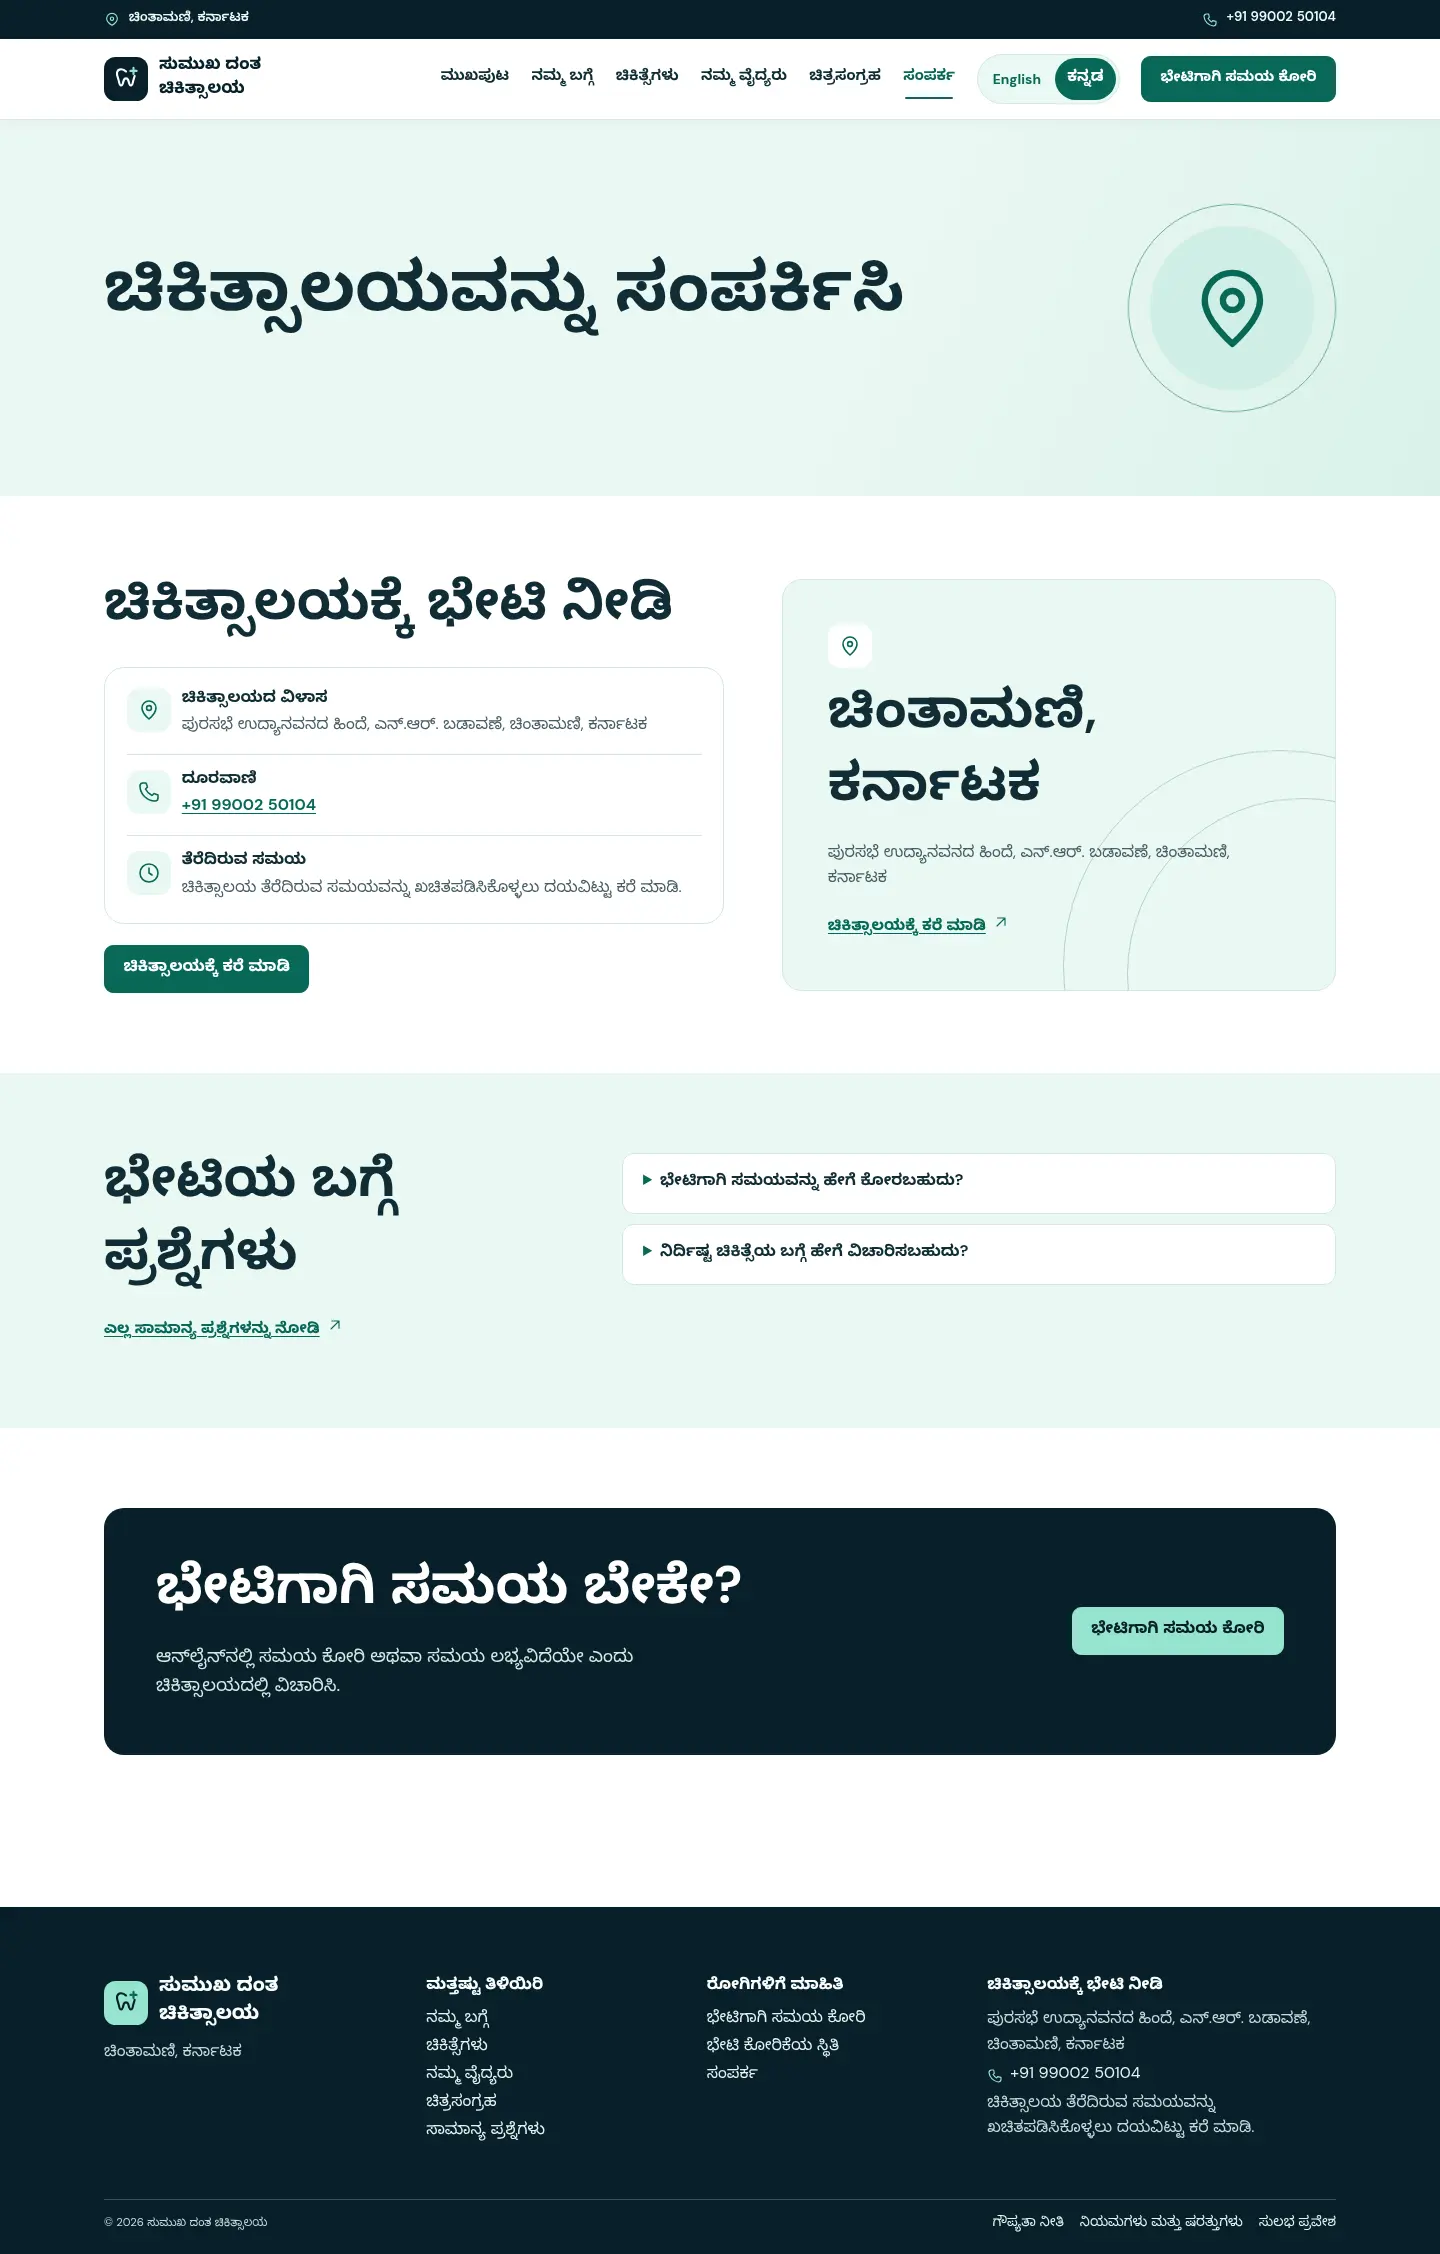 ಚಿಂತಾಮಣಿ, ಕರ್ನಾಟಕ
+91 99002 50104
ಸುಮುಖ ದಂತ
ಚಿಕಿತ್ಸಾಲಯ
ಮುಖಪುಟ ನಮ್ಮ ಬಗ್ಗೆ ಚಿಕಿತ್ಸೆಗಳು ನಮ್ಮ ವೈದ್ಯರು ಚಿತ್ರಸಂಗ್ರಹ ಸಂಪರ್ಕ English ಕನ್ನಡ ಭೇಟಿಗಾಗಿ ಸಮಯ ಕೋರಿ
ಚಿಕಿತ್ಸಾಲಯವನ್ನು ಸಂಪರ್ಕಿಸಿ
ಚಿಕಿತ್ಸಾಲಯಕ್ಕೆ ಭೇಟಿ ನೀಡಿ
ಚಿಕಿತ್ಸಾಲಯದ ವಿಳಾಸ
ಪುರಸಭೆ ಉದ್ಯಾನವನದ ಹಿಂದೆ, ಎನ್.ಆರ್. ಬಡಾವಣೆ, ಚಿಂತಾಮಣಿ, ಕರ್ನಾಟಕ
ದೂರವಾಣಿ
+91 99002 50104
ತೆರೆದಿರುವ ಸಮಯ
ಚಿಕಿತ್ಸಾಲಯ ತೆರೆದಿರುವ ಸಮಯವನ್ನು ಖಚಿತಪಡಿಸಿಕೊಳ್ಳಲು ದಯವಿಟ್ಟು ಕರೆ ಮಾಡಿ.
ಚಿಕಿತ್ಸಾಲಯಕ್ಕೆ ಕರೆ ಮಾಡಿ
ಚಿಂತಾಮಣಿ,
ಕರ್ನಾಟಕ
ಪುರಸಭೆ ಉದ್ಯಾನವನದ ಹಿಂದೆ, ಎನ್.ಆರ್. ಬಡಾವಣೆ, ಚಿಂತಾಮಣಿ,
ಕರ್ನಾಟಕ
ಚಿಕಿತ್ಸಾಲಯಕ್ಕೆ ಕರೆ ಮಾಡಿ
ಭೇಟಿಯ ಬಗ್ಗೆ
ಪ್ರಶ್ನೆಗಳು
ಎಲ್ಲ ಸಾಮಾನ್ಯ ಪ್ರಶ್ನೆಗಳನ್ನು ನೋಡಿ
ಭೇಟಿಗಾಗಿ ಸಮಯವನ್ನು ಹೇಗೆ ಕೋರಬಹುದು?
ನಿರ್ದಿಷ್ಟ ಚಿಕಿತ್ಸೆಯ ಬಗ್ಗೆ ಹೇಗೆ ವಿಚಾರಿಸಬಹುದು?
ಭೇಟಿಗಾಗಿ ಸಮಯ ಬೇಕೇ?
ಆನ್‌ಲೈನ್‌ನಲ್ಲಿ ಸಮಯ ಕೋರಿ ಅಥವಾ ಸಮಯ ಲಭ್ಯವಿದೆಯೇ ಎಂದು
ಚಿಕಿತ್ಸಾಲಯದಲ್ಲಿ ವಿಚಾರಿಸಿ.
ಭೇಟಿಗಾಗಿ ಸಮಯ ಕೋರಿ
ಸುಮುಖ ದಂತ
ಚಿಕಿತ್ಸಾಲಯ
ಚಿಂತಾಮಣಿ, ಕರ್ನಾಟಕ
ಮತ್ತಷ್ಟು ತಿಳಿಯಿರಿ
ನಮ್ಮ ಬಗ್ಗೆ
ಚಿಕಿತ್ಸೆಗಳು
ನಮ್ಮ ವೈದ್ಯರು
ಚಿತ್ರಸಂಗ್ರಹ
ಸಾಮಾನ್ಯ ಪ್ರಶ್ನೆಗಳು
ರೋಗಿಗಳಿಗೆ ಮಾಹಿತಿ
ಭೇಟಿಗಾಗಿ ಸಮಯ ಕೋರಿ
ಭೇಟಿ ಕೋರಿಕೆಯ ಸ್ಥಿತಿ
ಸಂಪರ್ಕ
ಚಿಕಿತ್ಸಾಲಯಕ್ಕೆ ಭೇಟಿ ನೀಡಿ
ಪುರಸಭೆ ಉದ್ಯಾನವನದ ಹಿಂದೆ, ಎನ್.ಆರ್. ಬಡಾವಣೆ,
ಚಿಂತಾಮಣಿ, ಕರ್ನಾಟಕ
+91 99002 50104
ಚಿಕಿತ್ಸಾಲಯ ತೆರೆದಿರುವ ಸಮಯವನ್ನು
ಖಚಿತಪಡಿಸಿಕೊಳ್ಳಲು ದಯವಿಟ್ಟು ಕರೆ ಮಾಡಿ.
© 2026 ಸುಮುಖ ದಂತ ಚಿಕಿತ್ಸಾಲಯ
ಗೌಪ್ಯತಾ ನೀತಿ ನಿಯಮಗಳು ಮತ್ತು ಷರತ್ತುಗಳು ಸುಲಭ ಪ್ರವೇಶ